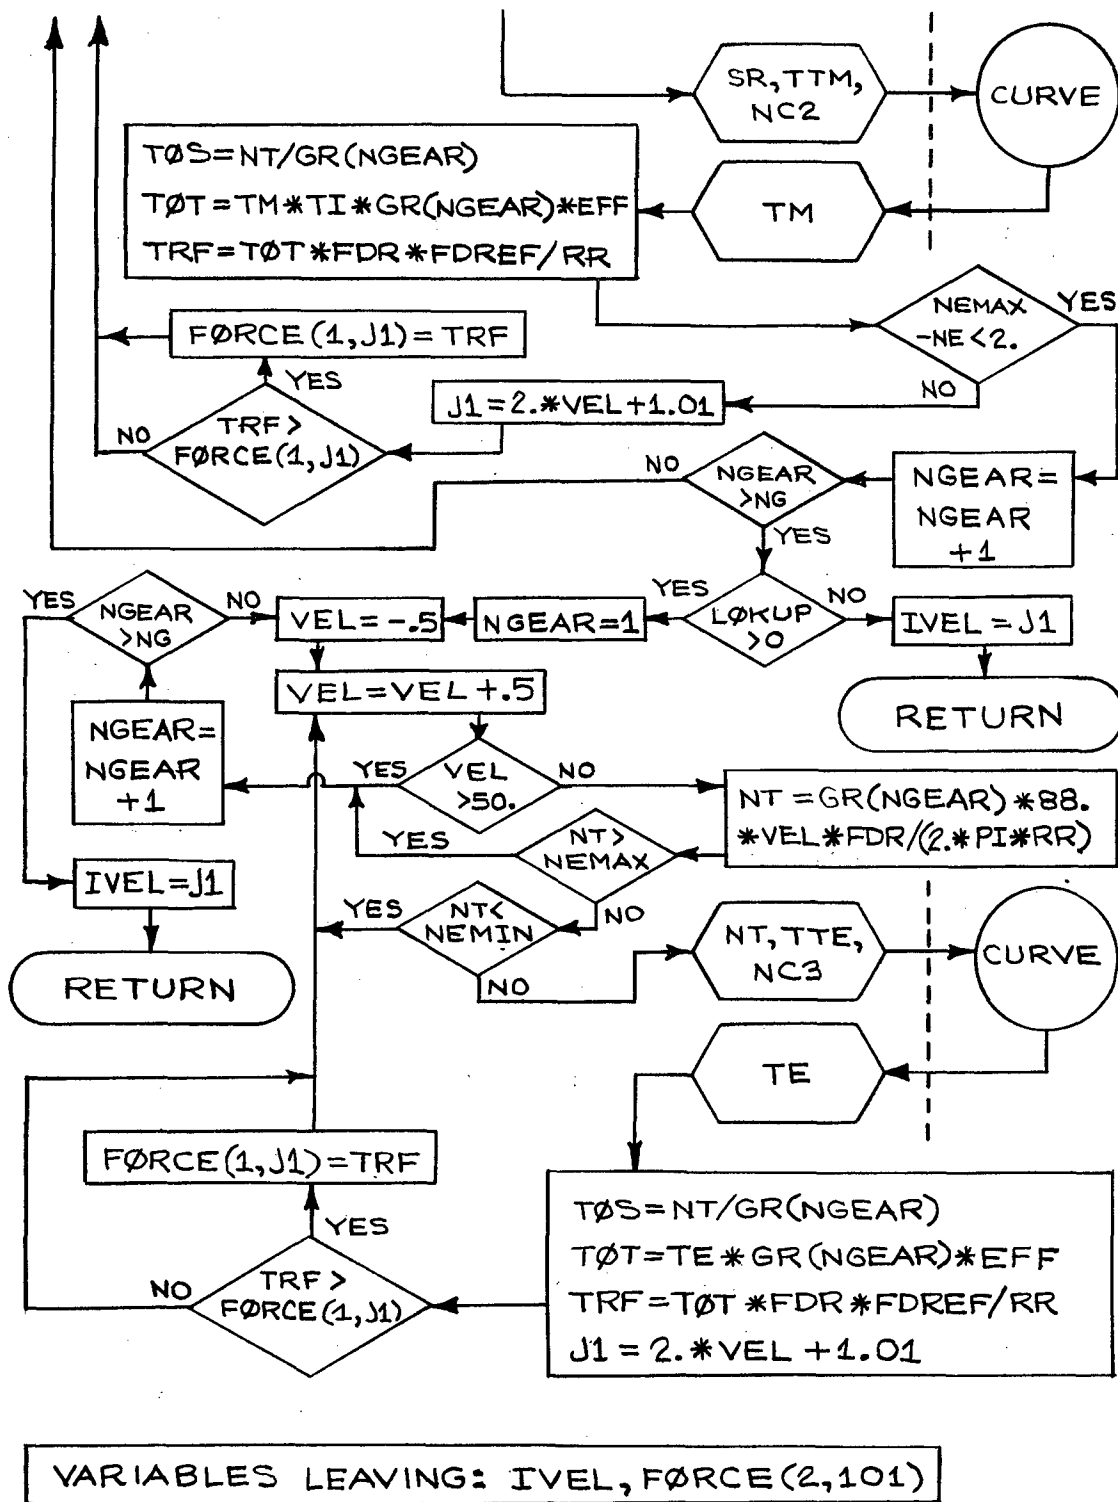 SR, TTM,
NC2
CURVE
TØS=NT/GR(NGEAR)
TØT=TM*TI*GR(NGEAR)*EFF
TRF=TØT*FDR*FDREF/RR
TM
NEMAX
-NE<2.
YES
NO
FØRCE(1,J1)=TRF
YES
J1=2.*VEL+1.01
TRF>
FØRCE(1,J1)
NO
NGEAR
>NG
NO
YES
NGEAR=
NGEAR
+1
NGEAR
>NG
YES
NO
VEL=-.5
NGEAR=1
YES
LØKUP
>0
NO
IVEL=J1
RETURN
VEL=VEL+.5
NGEAR=
NGEAR
+1
YES
VEL
>50.
NO
NT=GR(NGEAR)*88.
*VEL*FDR/(2.*PI*RR)
YES
NT>
NEMAX
NO
IVEL=J1
RETURN
YES
NT<
NEMIN
NO
NT, TTE,
NC3
CURVE
TE
FØRCE(1,J1)=TRF
YES
TRF>
FØRCE(1,J1)
NO
TØS=NT/GR(NGEAR)
TØT=TE*GR(NGEAR)*EFF
TRF=TØT*FDR*FDREF/RR
J1=2.*VEL+1.01
VARIABLES LEAVING: IVEL, FØRCE(2,101)